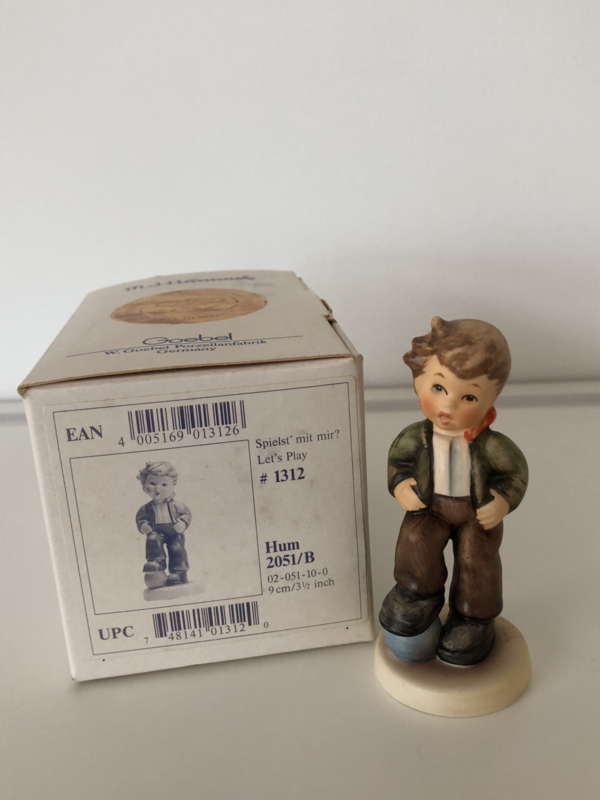 M. J. Hummel
Goebel
W. Goebel Porzellanfabrik
Germany
EAN
4 005169 013126
Spielst' mit mir?
Let's Play
# 1312
Hum
2051/B
02-051-10-0
9 cm/3½ inch
UPC
7 48141 01312 0